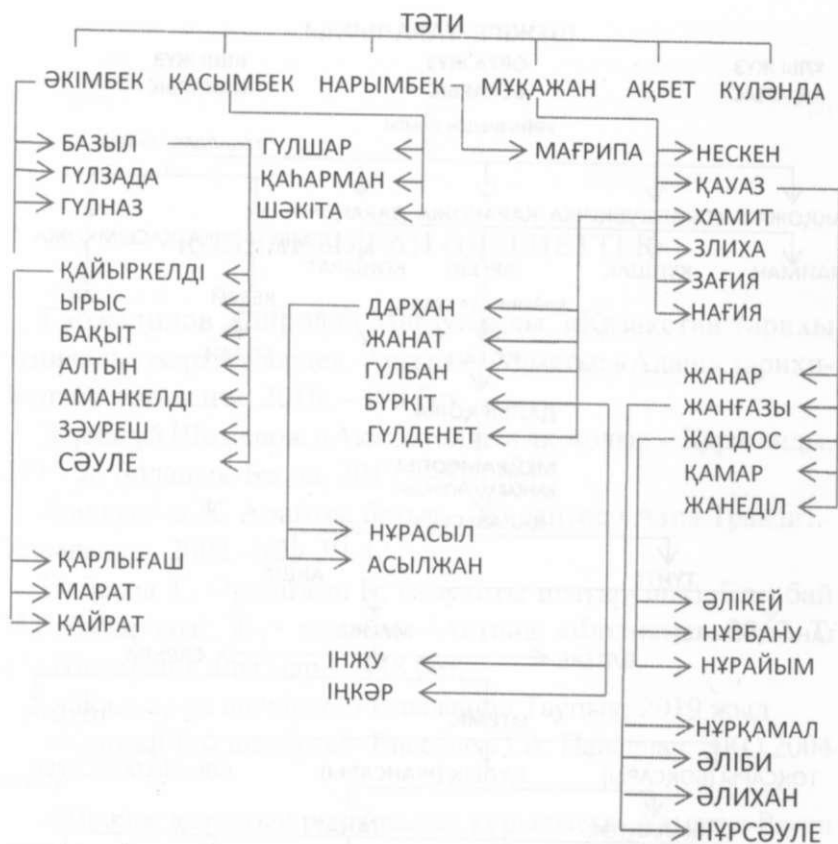 ТӘТИ
ӘКІМБЕК ҚАСЫМБЕК НАРЫМБЕК МҰҚАЖАН АҚБЕТ КҮЛӘНДА
БАЗЫЛ ГҮЛШАР МАҒРИПА НЕСКЕН
ГҮЛЗАДА ҚАҺАРМАН ҚАУАЗ
ГҮЛНАЗ ШӘКІТА ХАМИТ
ЗЛИХА
ҚАЙЫРКЕЛДІ ЗАҒИЯ
ЫРЫС ДАРХАН НАҒИЯ
БАҚЫТ ЖАНАТ
АЛТЫН ГҮЛБАН ЖАНАР
АМАНКЕЛДІ БҮРКІТ ЖАНҒАЗЫ
ЗӘУРЕШ ГҮЛДЕНЕТ ЖАНДОС
СӘУЛЕ ҚАМАР
ЖАНЕДІЛ
НҰРАСЫЛ
ҚАРЛЫҒАШ АСЫЛЖАН
МАРАТ ӘЛІКЕЙ
ҚАЙРАТ НҰРБАНУ
ІНЖУ НҰРАЙЫМ
ІҢКӘР
НҰРҚАМАЛ
ӘЛІБИ
ӘЛИХАН
НҰРСӘУЛЕ